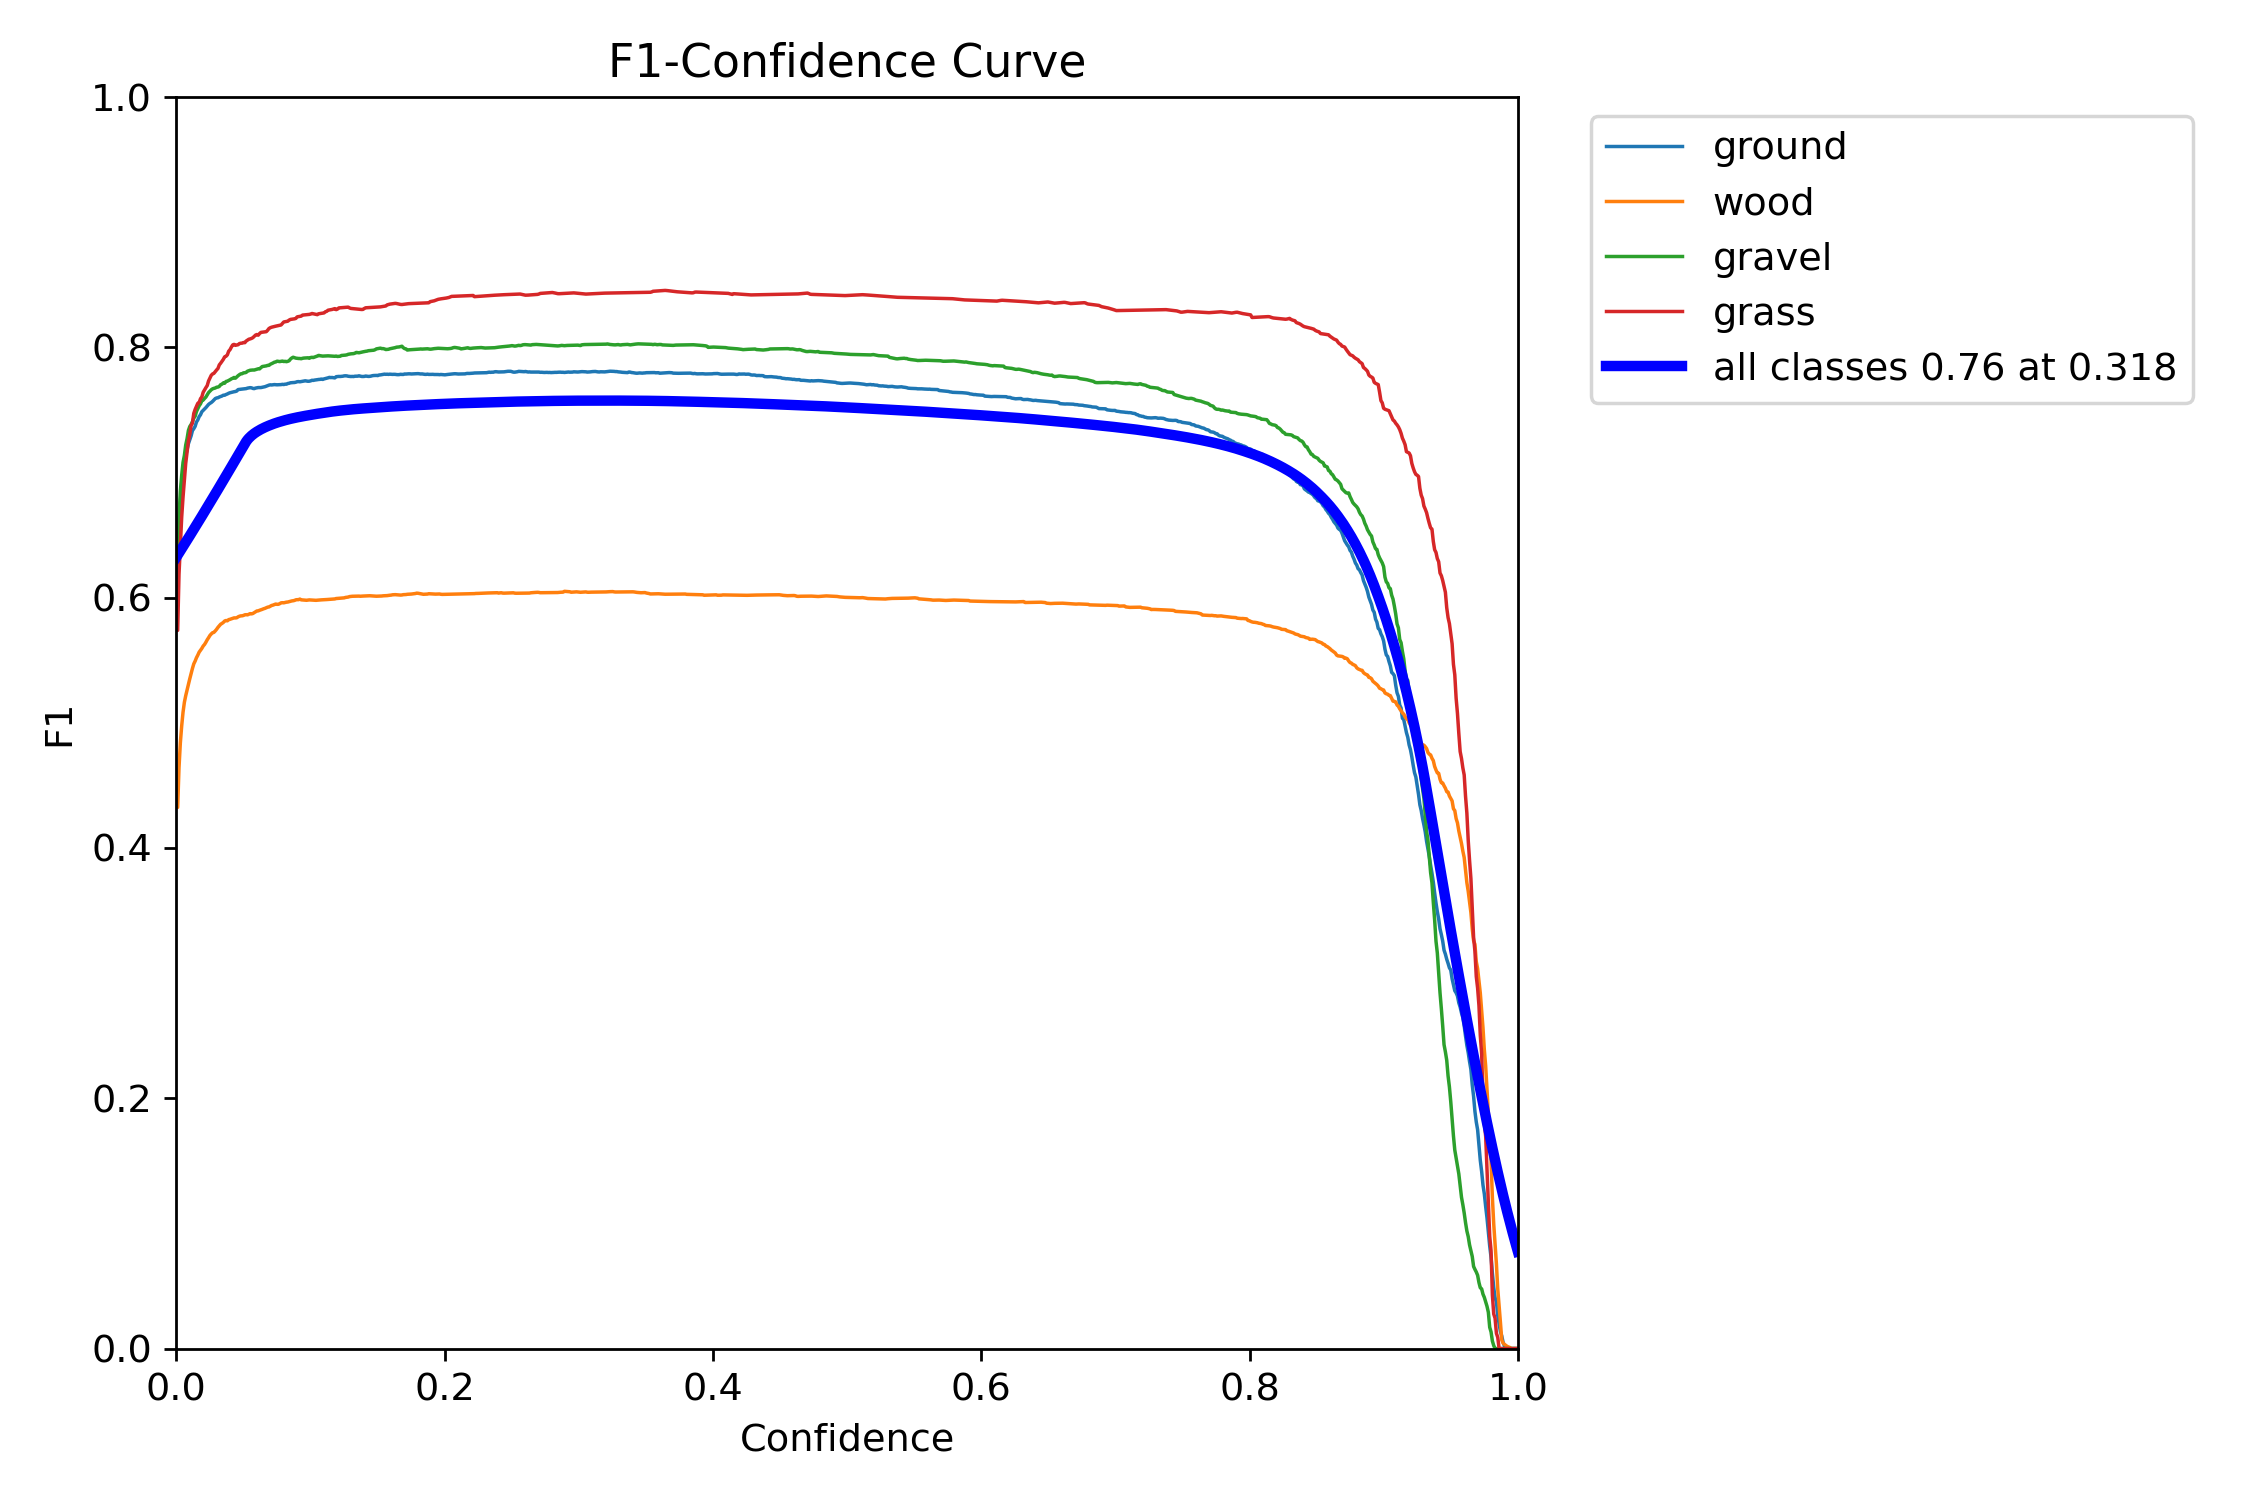 F1-Confidence Curve
1.0
0.8
0.6
0.4
0.2
0.0
F1
0.0 0.2 0.4 0.6 0.8 1.0
Confidence
ground
wood
gravel
grass
all classes 0.76 at 0.318